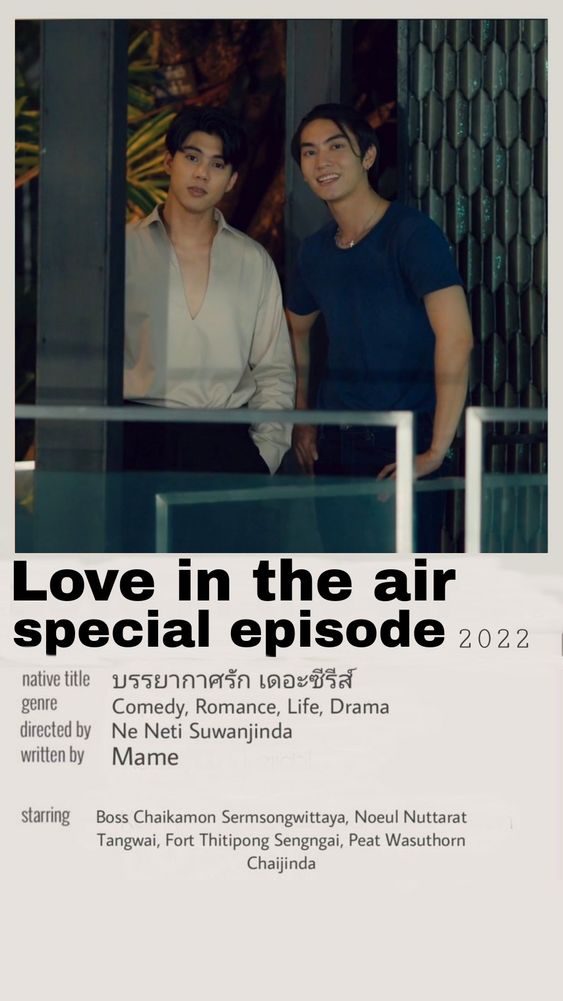 Love in the air
special episode 2022
native title บรรยากาศรัก เดอะซีรีส์
genre Comedy, Romance, Life, Drama
directed by Ne Neti Suwanjinda
written by Mame
starring Boss Chaikamon Sermsongwittaya, Noeul Nuttarat
Tangwai, Fort Thitipong Sengngai, Peat Wasuthorn
Chaijinda